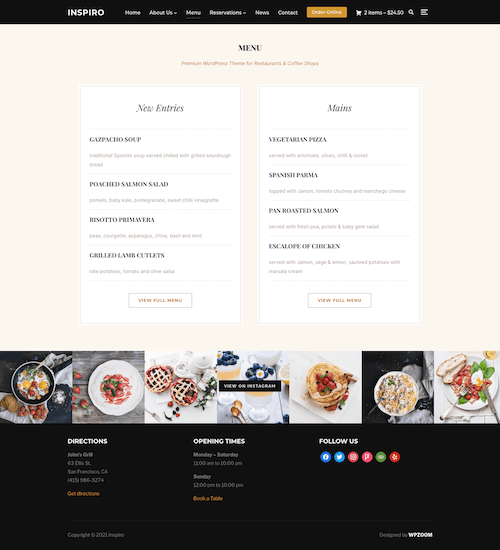 INSPIRO
Home About Us Menu Reservations News Contact Order Online 2 items – $24.50
MENU
Premium WordPress Theme for Restaurants & Coffee Shops
New Entries
GAZPACHO SOUP
traditional Spanish soup served chilled with grilled sourdough
bread
POACHED SALMON SALAD
pomelo, baby kale, pomegranate, sweet chili vinaigrette
RISOTTO PRIMAVERA
peas, courgette, asparagus, chive, basil and mint
GRILLED LAMB CUTLETS
rate potatoes, tomato and olive salsa
VIEW FULL MENU
Mains
VEGETARIAN PIZZA
served with artichoke, olives, chilli & rocket
SPANISH PARMA
topped with Jamon, tomato chutney and manchego cheese
PAN ROASTED SALMON
served with fresh pea, potato & baby gem salad
ESCALOPE OF CHICKEN
served with Jamon, sage & lemon, sauteed potatoes with
marsala cream
VIEW FULL MENU
VIEW ON INSTAGRAM
DIRECTIONS
John's Grill
63 Ellis St.
San Francisco, CA
(415) 986-3274
Get directions
OPENING TIMES
Monday – Saturday
11:00 am to 10:00 pm
Sunday
12:00 pm to 10:00 pm
Book a Table
FOLLOW US
Copyright © 2021 Inspiro
Designed by WPZOOM